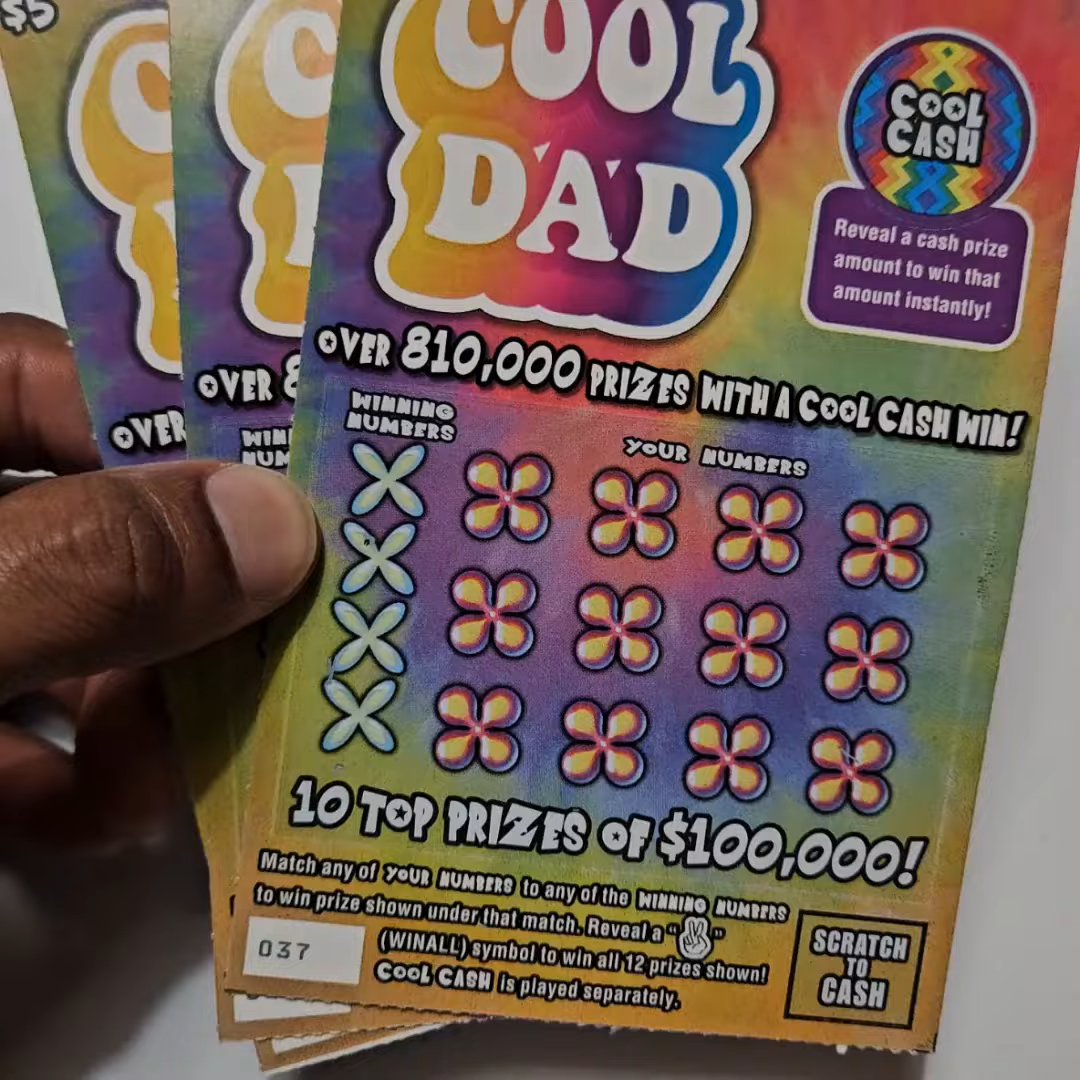 $5
COOL
DAD
COOL
CASH
Reveal a cash prize
amount to win that
amount instantly!
OVER 810,000 PRIZES WITH A COOL CASH WIN!
OVER 8
OVER
WINNING
NUMBERS
YOUR NUMBERS
WIN
NUM
10 TOP PRIZES OF $100,000!
Match any of YOUR NUMBERS to any of the WINNING NUMBERS
to win prize shown under that match. Reveal a " "
(WINALL) symbol to win all 12 prizes shown!
COOL CASH is played separately.
037
SCRATCH
TO
CASH